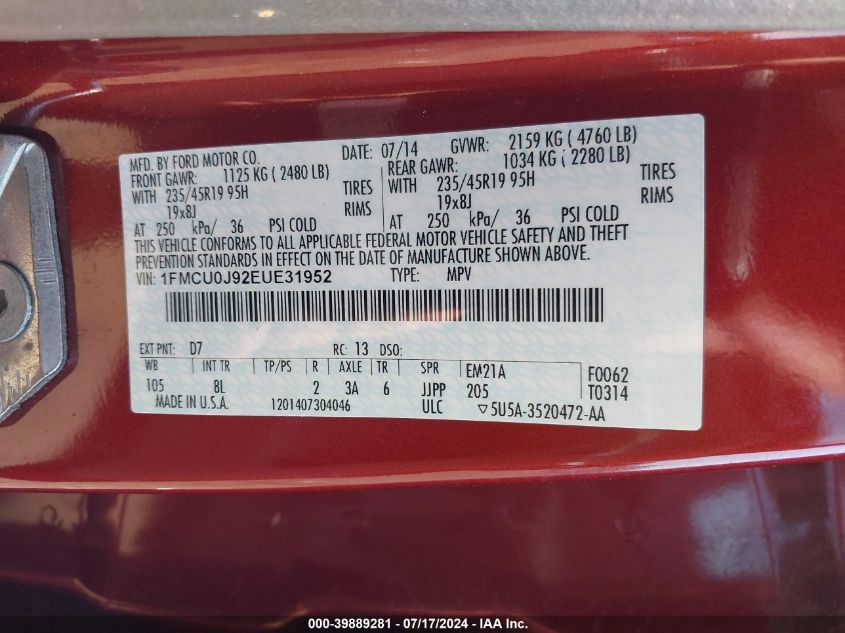 MFD. BY FORD MOTOR CO. DATE: 07/14 GVWR: 2159 KG ( 4760 LB)
FRONT GAWR: 1125 KG ( 2480 LB) REAR GAWR: 1034 KG ( 2280 LB)
WITH 235/45R19 95H TIRES WITH 235/45R19 95H TIRES
19x8J RIMS 19x8J RIMS
AT 250 kPa/ 36 PSI COLD AT 250 kPa/ 36 PSI COLD
THIS VEHICLE CONFORMS TO ALL APPLICABLE FEDERAL MOTOR VEHICLE SAFETY AND THEFT
PREVENTION STANDARDS IN EFFECT ON THE DATE OF MANUFACTURE SHOWN ABOVE.
VIN: 1FMCU0J92EUE31952 TYPE: MPV
EXT PNT: D7 RC: 13 DSO:
WB INT TR TP/PS R AXLE TR SPR EM21A F0062
105 8L 2 3A 6 JJPP 205 T0314
MADE IN U.S.A. 1201407304046 ULC ▽5U5A-3520472-AA
000-39889281 - 07/17/2024 - IAA Inc.